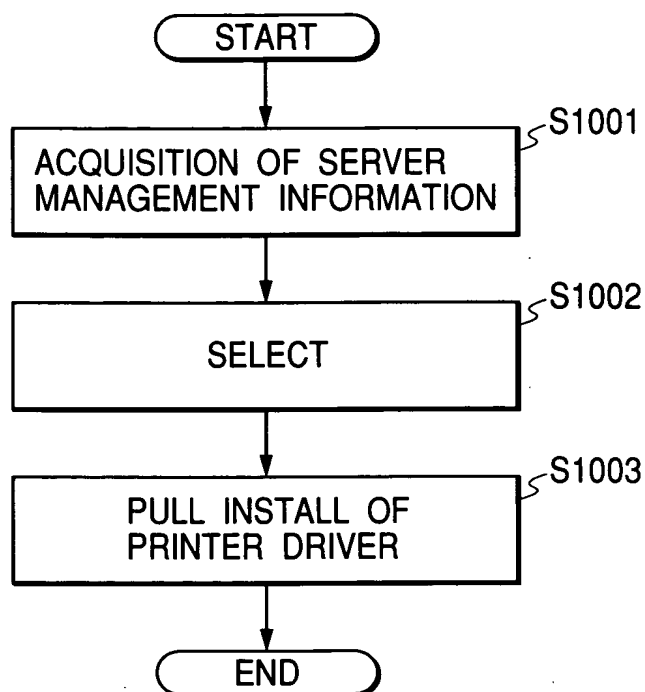 START
S1001
ACQUISITION OF SERVER
MANAGEMENT INFORMATION
S1002
SELECT
S1003
PULL INSTALL OF
PRINTER DRIVER
END